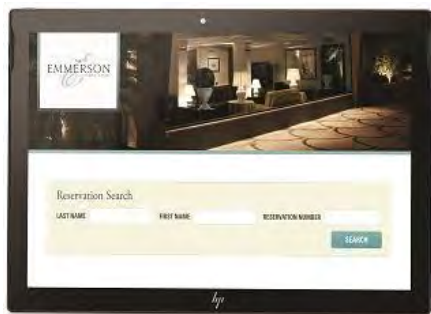 EMMERSON
Reservation Search
LAST NAME FIRST NAME RESERVATION NUMBER
SEARCH
hp